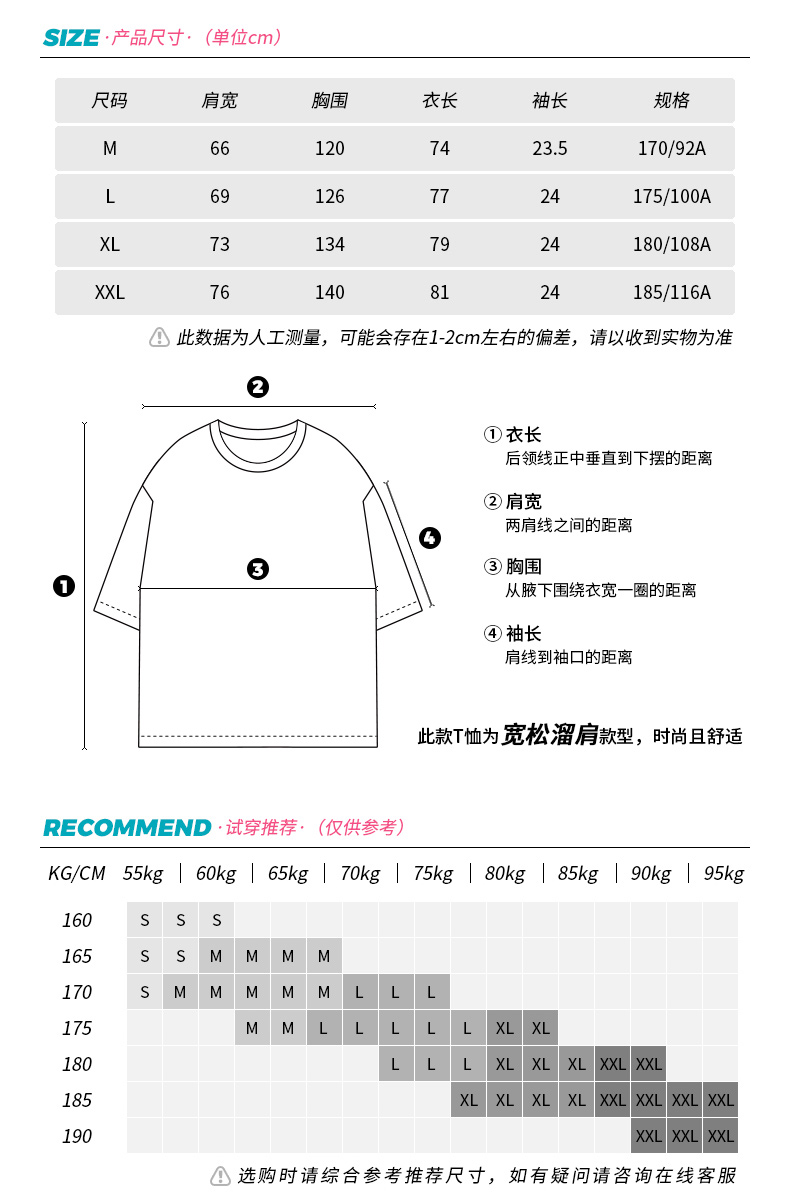 SIZE ·产品尺寸·（单位cm）
尺码 肩宽 胸围 衣长 袖长 规格
M 66 120 74 23.5 170/92A
L 69 126 77 24 175/100A
XL 73 134 79 24 180/108A
XXL 76 140 81 24 185/116A
此数据为人工测量，可能会存在1-2cm左右的偏差，请以收到实物为准
2
① 衣长
后领线正中垂直到下摆的距离
② 肩宽
两肩线之间的距离
4
3
③ 胸围
从腋下围绕衣宽一圈的距离
1
④ 袖长
肩线到袖口的距离
此款T恤为宽松溜肩款型，时尚且舒适
RECOMMEND ·试穿推荐·（仅供参考）
KG/CM 55kg | 60kg | 65kg | 70kg | 75kg | 80kg | 85kg | 90kg | 95kg
160 S S S
165 S S M M M M
170 S M M M M M L L L
175 M M L L L L L XL XL
180 L L L XL XL XL XXL XXL
185 XL XL XL XL XXL XXL XXL XXL
190 XXL XXL XXL
选购时请综合参考推荐尺寸，如有疑问请咨询在线客服